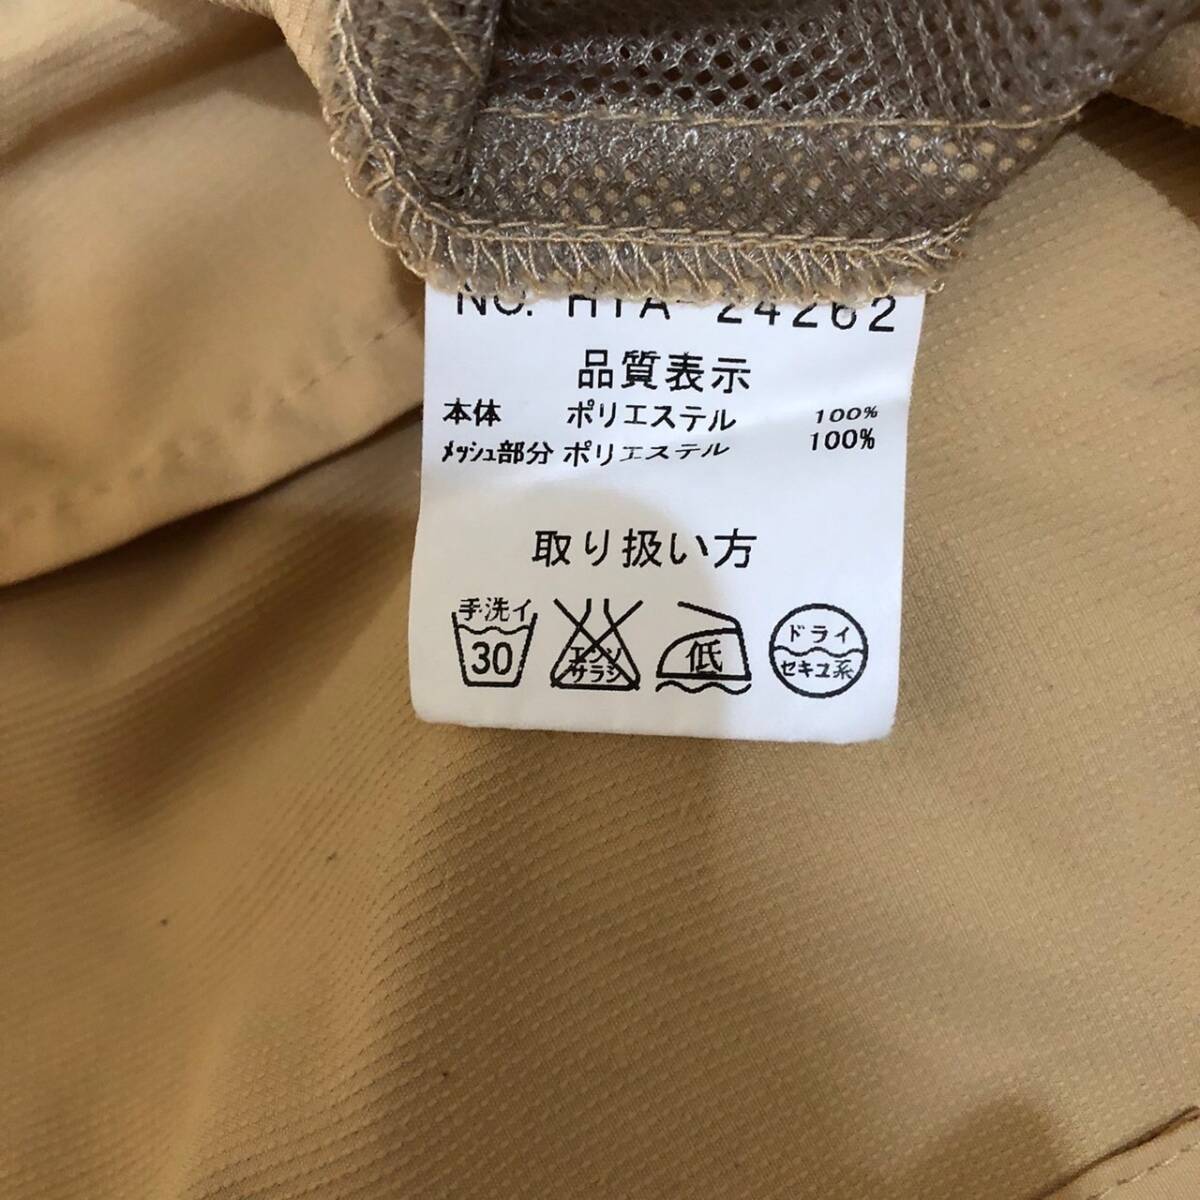 NO. HYA-24262
品質表示
本体 ポリエステル 100%
メッシュ部分 ポリエステル 100%
取り扱い方
手洗イ 30
エンソサラシ
低
ドライ
セキユ系